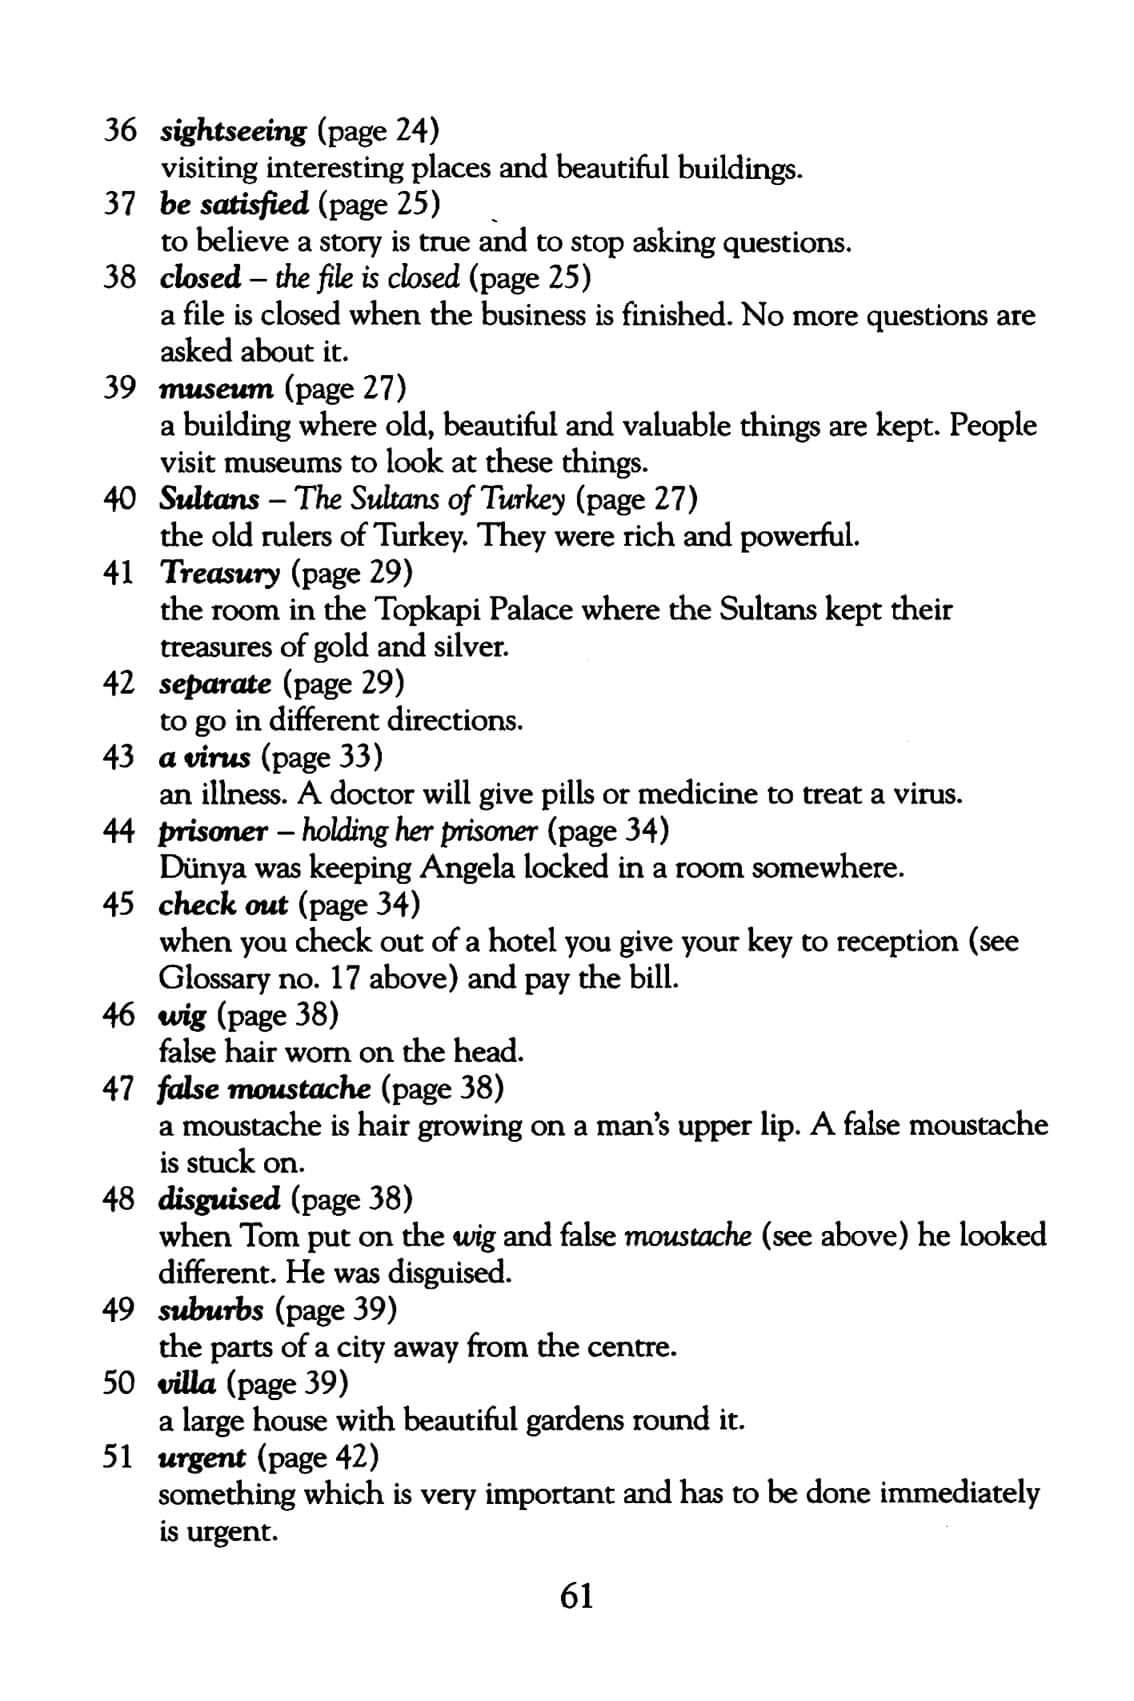 36 sightseeing (page 24)
visiting interesting places and beautiful buildings.
37 be satisfied (page 25)
to believe a story is true and to stop asking questions.
38 closed – the file is closed (page 25)
a file is closed when the business is finished. No more questions are
asked about it.
39 museum (page 27)
a building where old, beautiful and valuable things are kept. People
visit museums to look at these things.
40 Sultans – The Sultans of Turkey (page 27)
the old rulers of Turkey. They were rich and powerful.
41 Treasury (page 29)
the room in the Topkapi Palace where the Sultans kept their
treasures of gold and silver.
42 separate (page 29)
to go in different directions.
43 a virus (page 33)
an illness. A doctor will give pills or medicine to treat a virus.
44 prisoner – holding her prisoner (page 34)
Dünya was keeping Angela locked in a room somewhere.
45 check out (page 34)
when you check out of a hotel you give your key to reception (see
Glossary no. 17 above) and pay the bill.
46 wig (page 38)
false hair worn on the head.
47 false moustache (page 38)
a moustache is hair growing on a man's upper lip. A false moustache
is stuck on.
48 disguised (page 38)
when Tom put on the wig and false moustache (see above) he looked
different. He was disguised.
49 suburbs (page 39)
the parts of a city away from the centre.
50 villa (page 39)
a large house with beautiful gardens round it.
51 urgent (page 42)
something which is very important and has to be done immediately
is urgent.
61